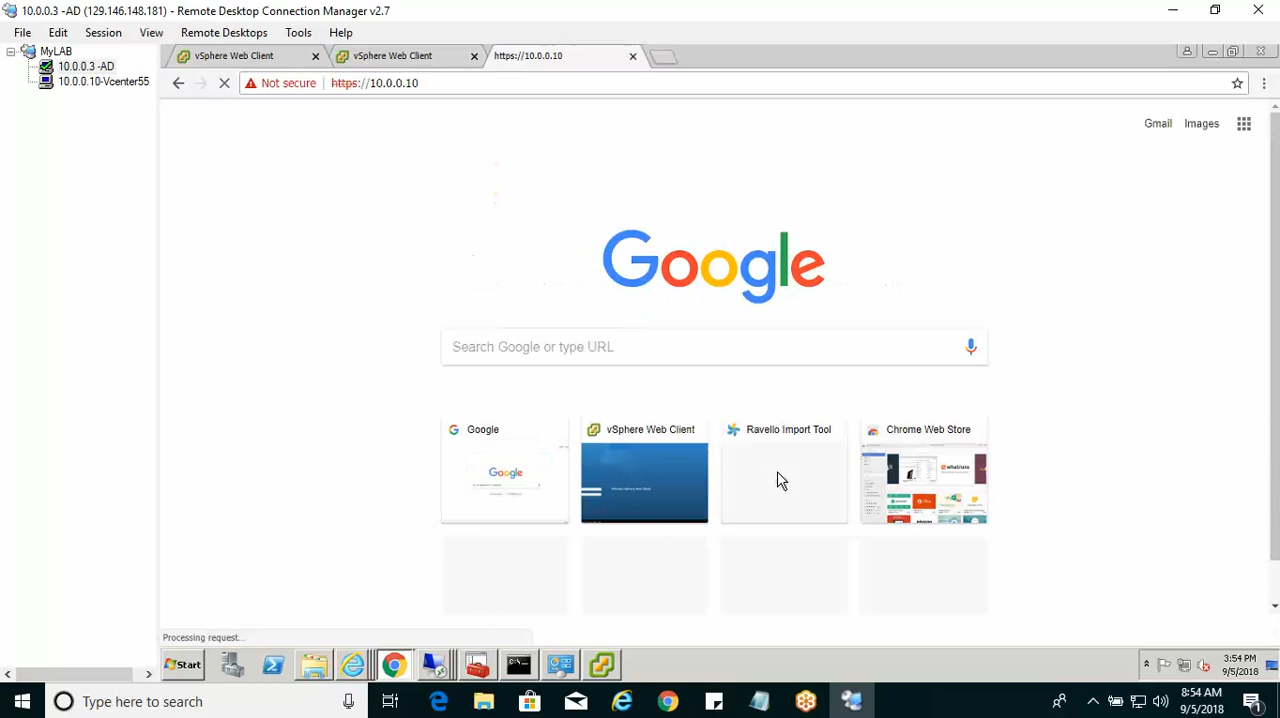 10.0.0.3 -AD (129.146.148.181) - Remote Desktop Connection Manager v2.7
File Edit Session View Remote Desktops Tools Help
MyLAB
10.0.0.3 -AD
10.0.0.10-Vcenter55
vSphere Web Client
vSphere Web Client
https://10.0.0.10
Not secure https://10.0.0.10
Gmail Images
Google
Search Google or type URL
Google
vSphere Web Client
Ravello Import Tool
Chrome Web Store
Google
Processing request...
Start
3:54 PM
9/5/2018
Type here to search
8:54 AM
9/5/2018
1